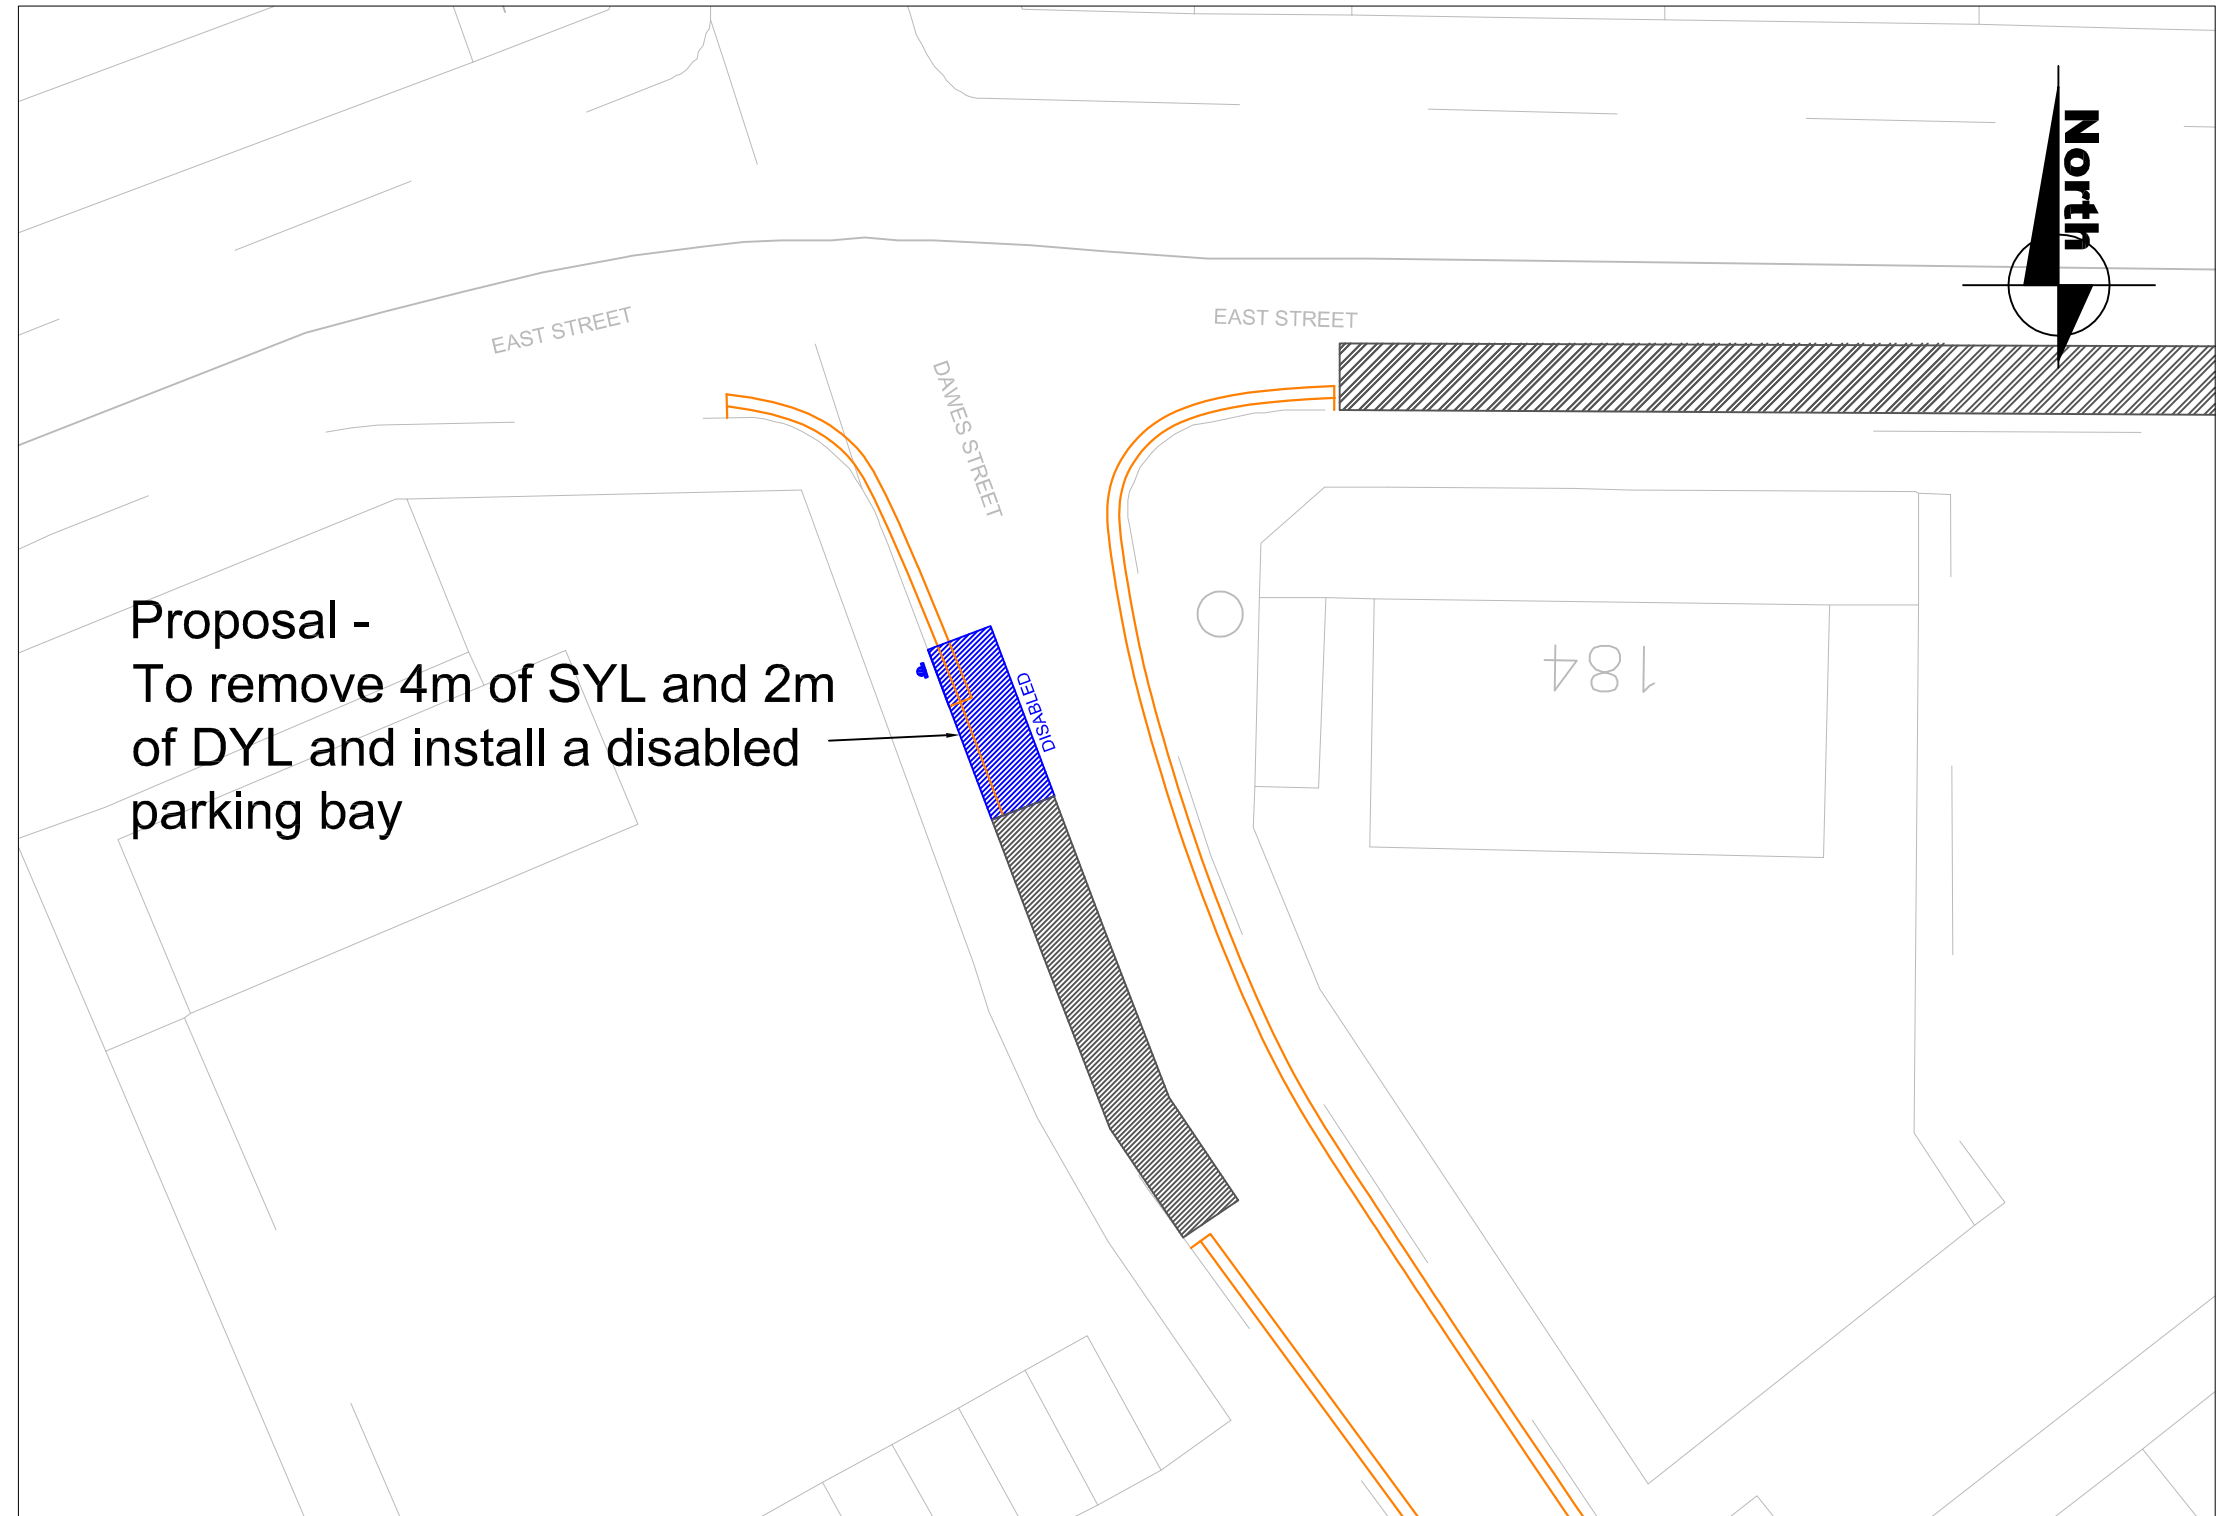 North
EAST STREET
EAST STREET
DAWES STREET
Proposal -
To remove 4m of SYL and 2m
of DYL and install a disabled
parking bay
DISABLED
184